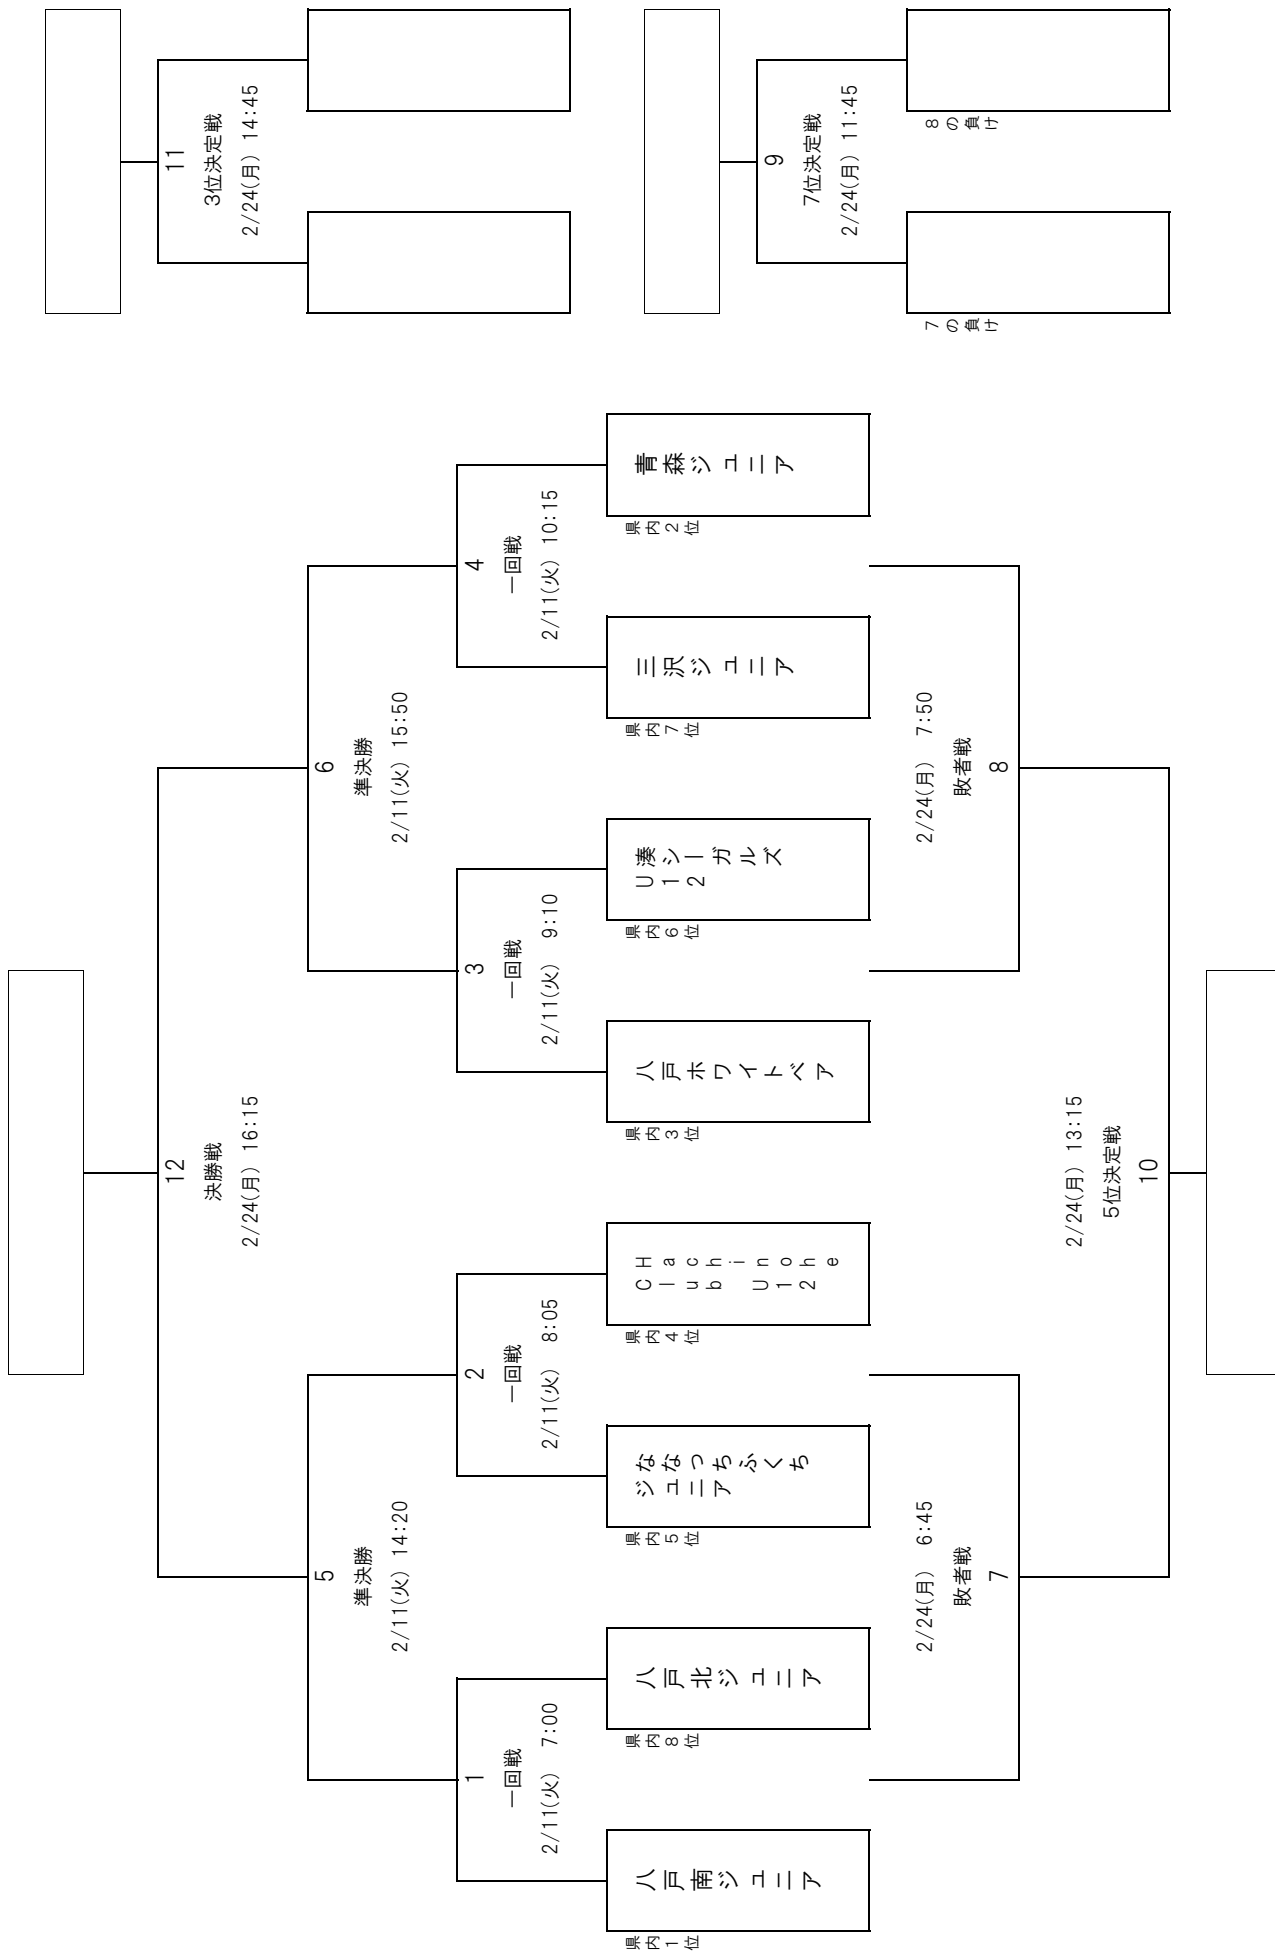 12
決勝戦
2/24(月) 16:15
5
準決勝
2/11(火) 14:20
6
準決勝
2/11(火) 15:50
1
一回戦
2/11(火) 7:00
2
一回戦
2/11(火) 8:05
3
一回戦
2/11(火) 9:10
4
一回戦
2/11(火) 10:15
県内1位
八戸南ジュニア
県内8位
八戸北ジュニア
県内5位
ななっちふくち
ジュニア
県内4位
Hachinohe
Club U12
県内3位
八戸ホワイトベア
県内6位
湊シーガルズ
U12
県内7位
三沢ジュニア
県内2位
青森ジュニア
2/24(月) 6:45
敗者戦
7
2/24(月) 7:50
敗者戦
8
2/24(月) 13:15
5位決定戦
10
11
3位決定戦
2/24(月) 14:45
9
7位決定戦
2/24(月) 11:45
7の負け
8の負け